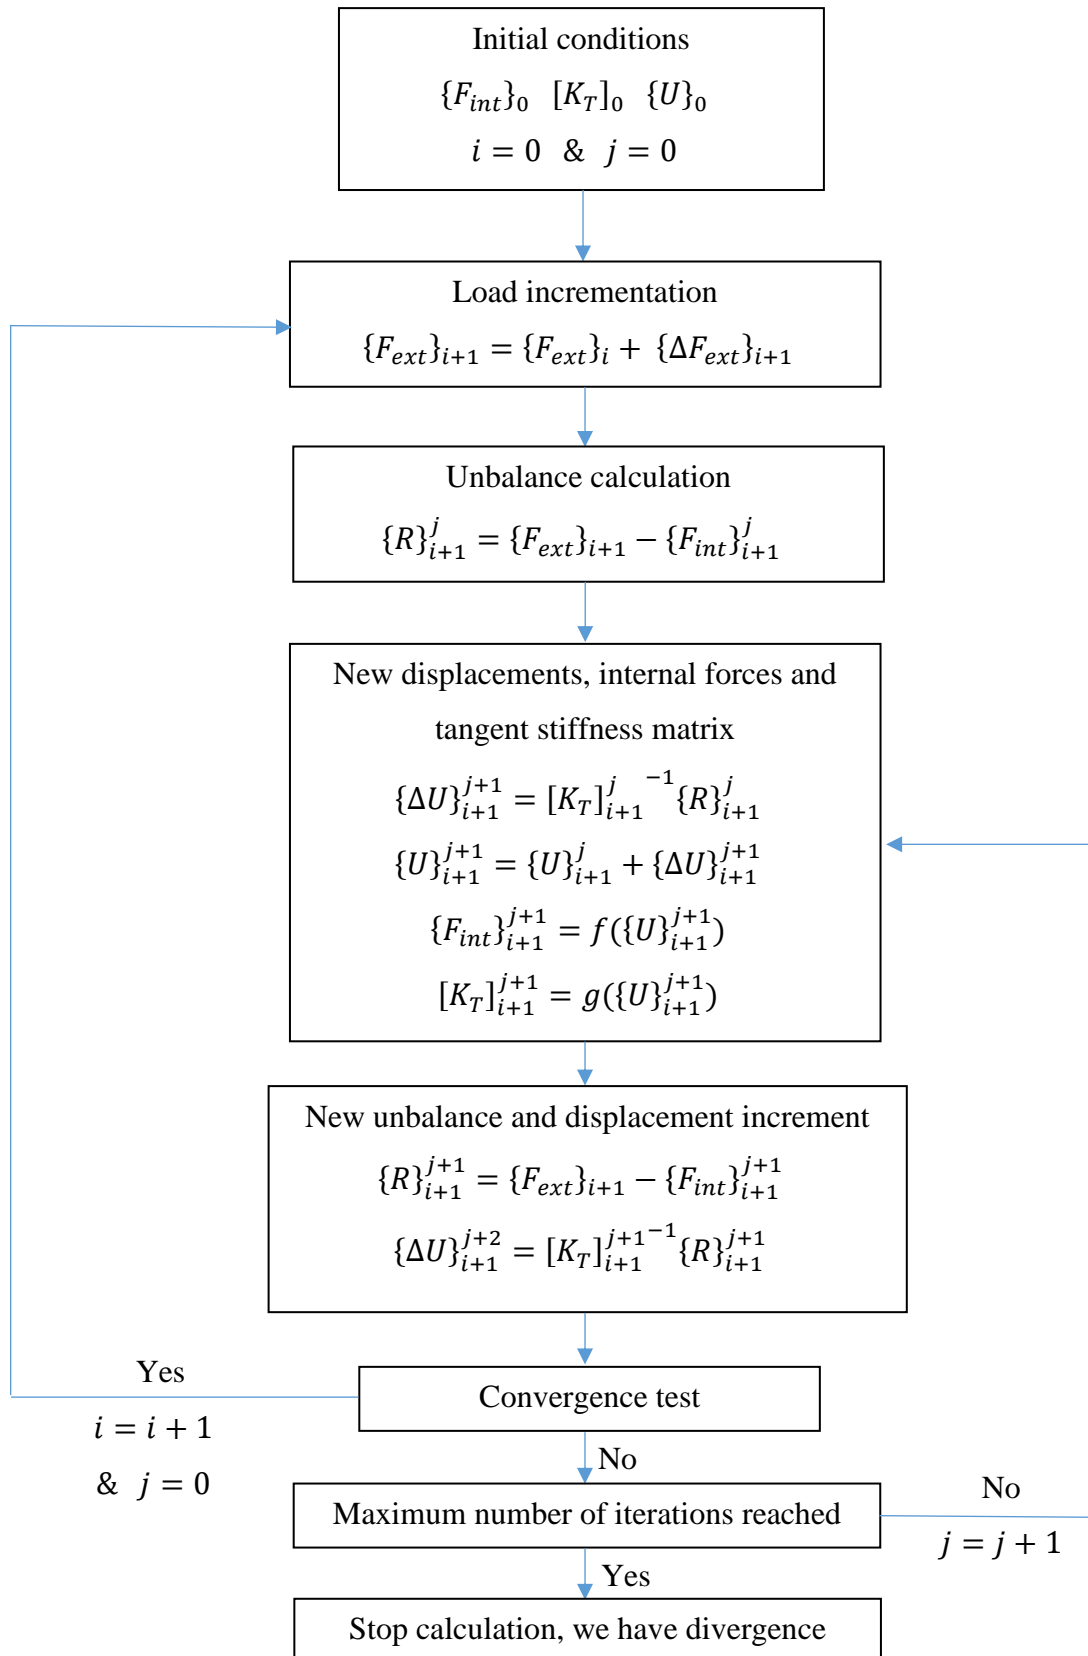 Initial conditions
{F_int}_0 [K_T]_0 {U}_0
i = 0 & j = 0
Load incrementation
{F_ext}_{i+1} = {F_ext}_i + {ΔF_ext}_{i+1}
Unbalance calculation
{R}_{i+1}^j = {F_ext}_{i+1} − {F_int}_{i+1}^j
New displacements, internal forces and
tangent stiffness matrix
{ΔU}_{i+1}^{j+1} = [K_T]_{i+1}^j ^{−1} {R}_{i+1}^j
{U}_{i+1}^{j+1} = {U}_{i+1}^j + {ΔU}_{i+1}^{j+1}
{F_int}_{i+1}^{j+1} = f({U}_{i+1}^{j+1})
[K_T]_{i+1}^{j+1} = g({U}_{i+1}^{j+1})
New unbalance and displacement increment
{R}_{i+1}^{j+1} = {F_ext}_{i+1} − {F_int}_{i+1}^{j+1}
{ΔU}_{i+1}^{j+2} = [K_T]_{i+1}^{j+1} ^{−1} {R}_{i+1}^{j+1}
Yes
i = i + 1
& j = 0
Convergence test
No
Maximum number of iterations reached
No
j = j + 1
Yes
Stop calculation, we have divergence